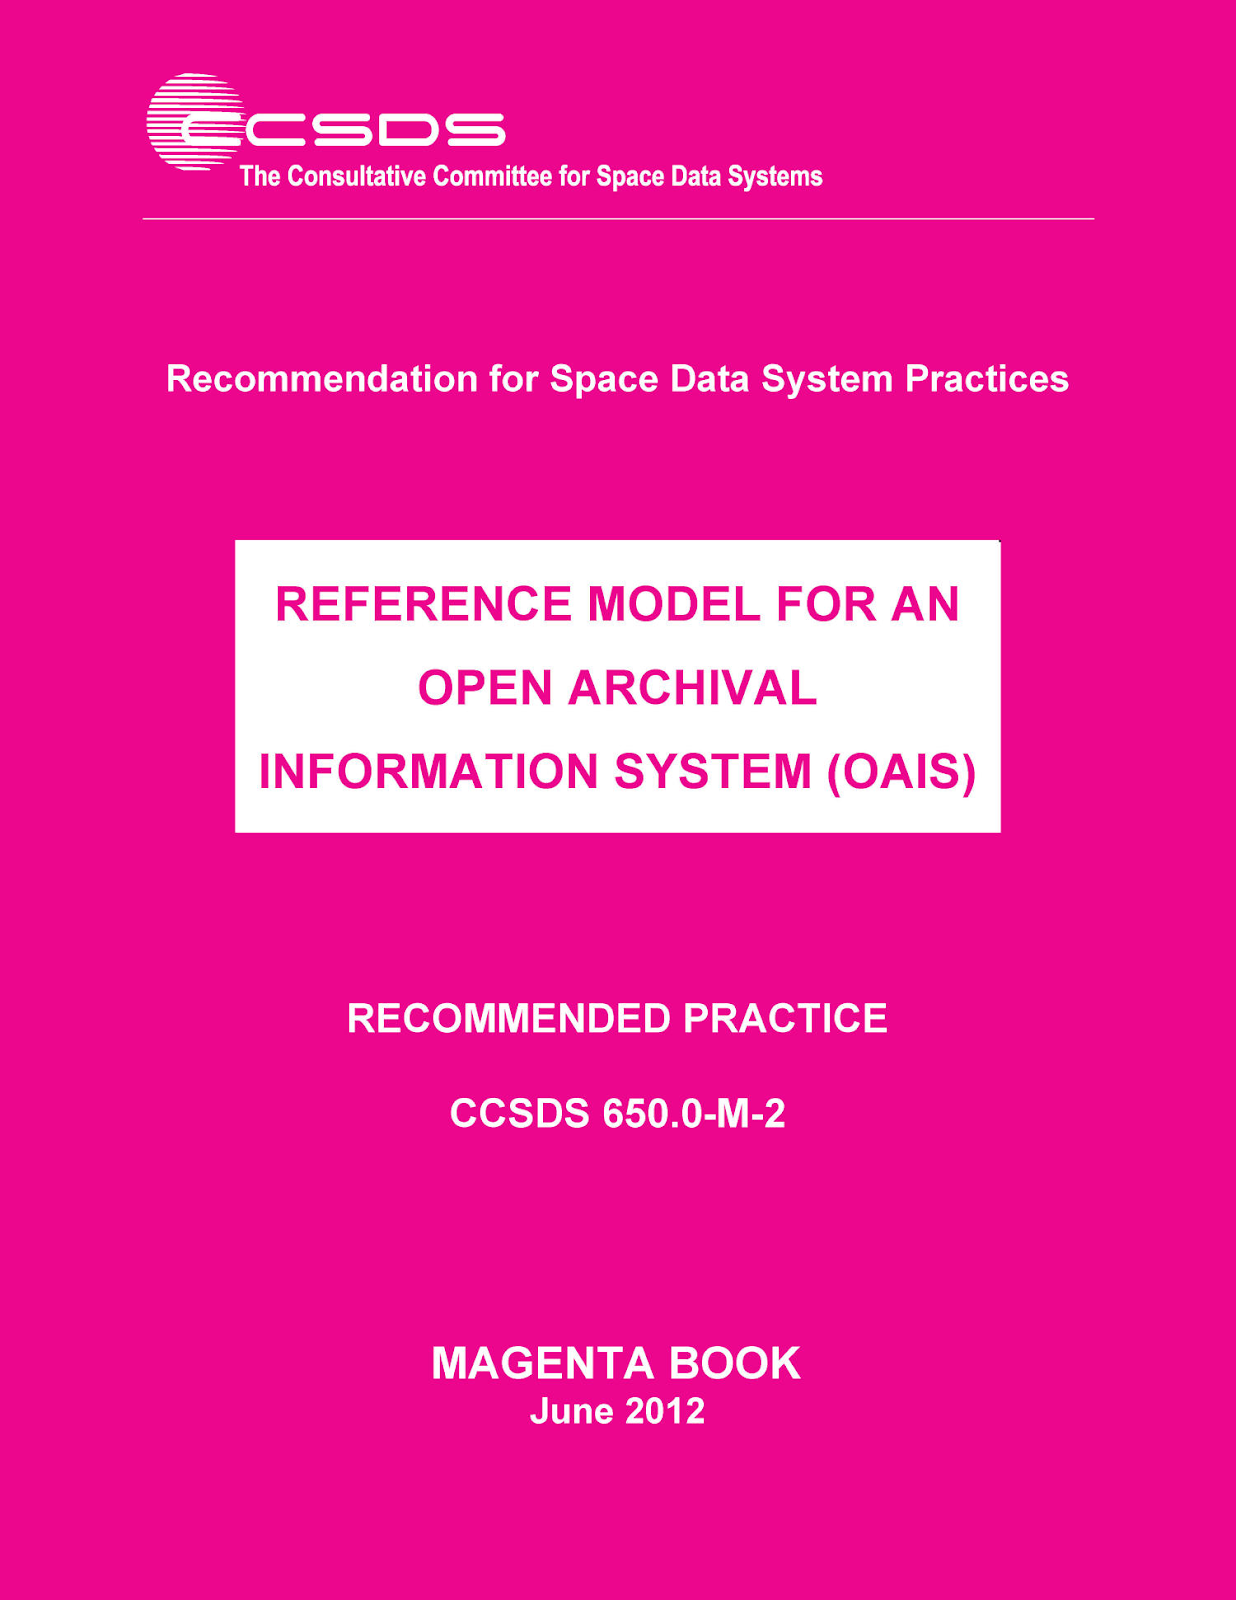 CCSDS
The Consultative Committee for Space Data Systems
Recommendation for Space Data System Practices
REFERENCE MODEL FOR AN
OPEN ARCHIVAL
INFORMATION SYSTEM (OAIS)
RECOMMENDED PRACTICE
CCSDS 650.0-M-2
MAGENTA BOOK
June 2012